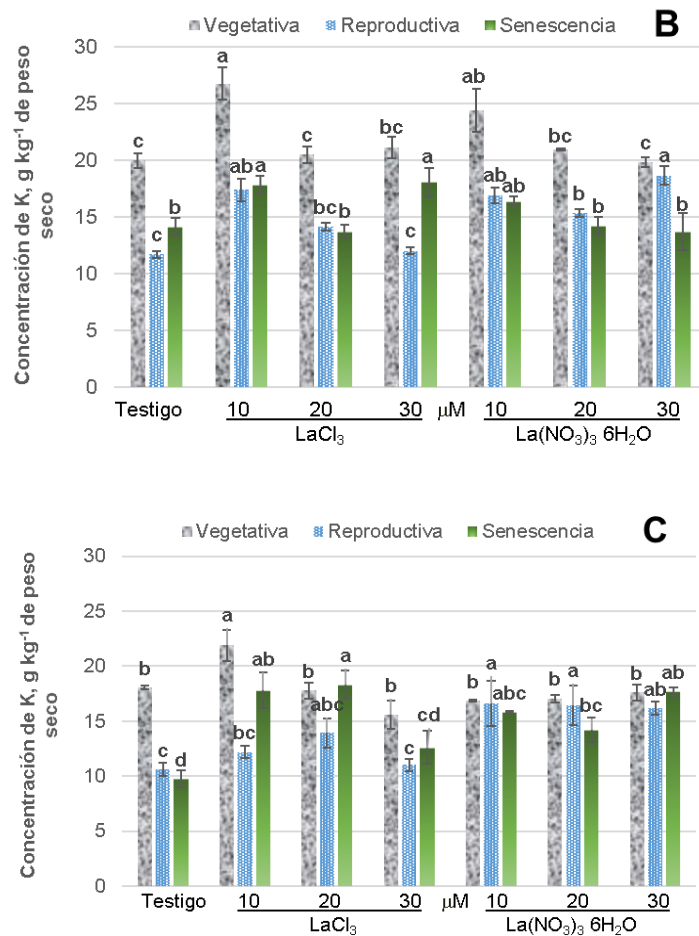 Vegetativa Reproductiva Senescencia B
Concentración de K, g kg⁻¹ de peso
seco
30
25
20
15
10
5
0
c c b
a ab a
c bc b
bc c a
ab ab ab
bc b b
c a b
Testigo 10 20 30 µM 10 20 30
LaCl₃ La(NO₃)₃ 6H₂O
Vegetativa Reproductiva Senescencia C
Concentración de K, g kg⁻¹ de peso
seco
30
25
20
15
10
5
0
b c d
a bc ab
b abc a
b c cd
b a abc
b a bc
b ab ab
Testigo 10 20 30 µM 10 20 30
LaCl₃ La(NO₃)₃ 6H₂O